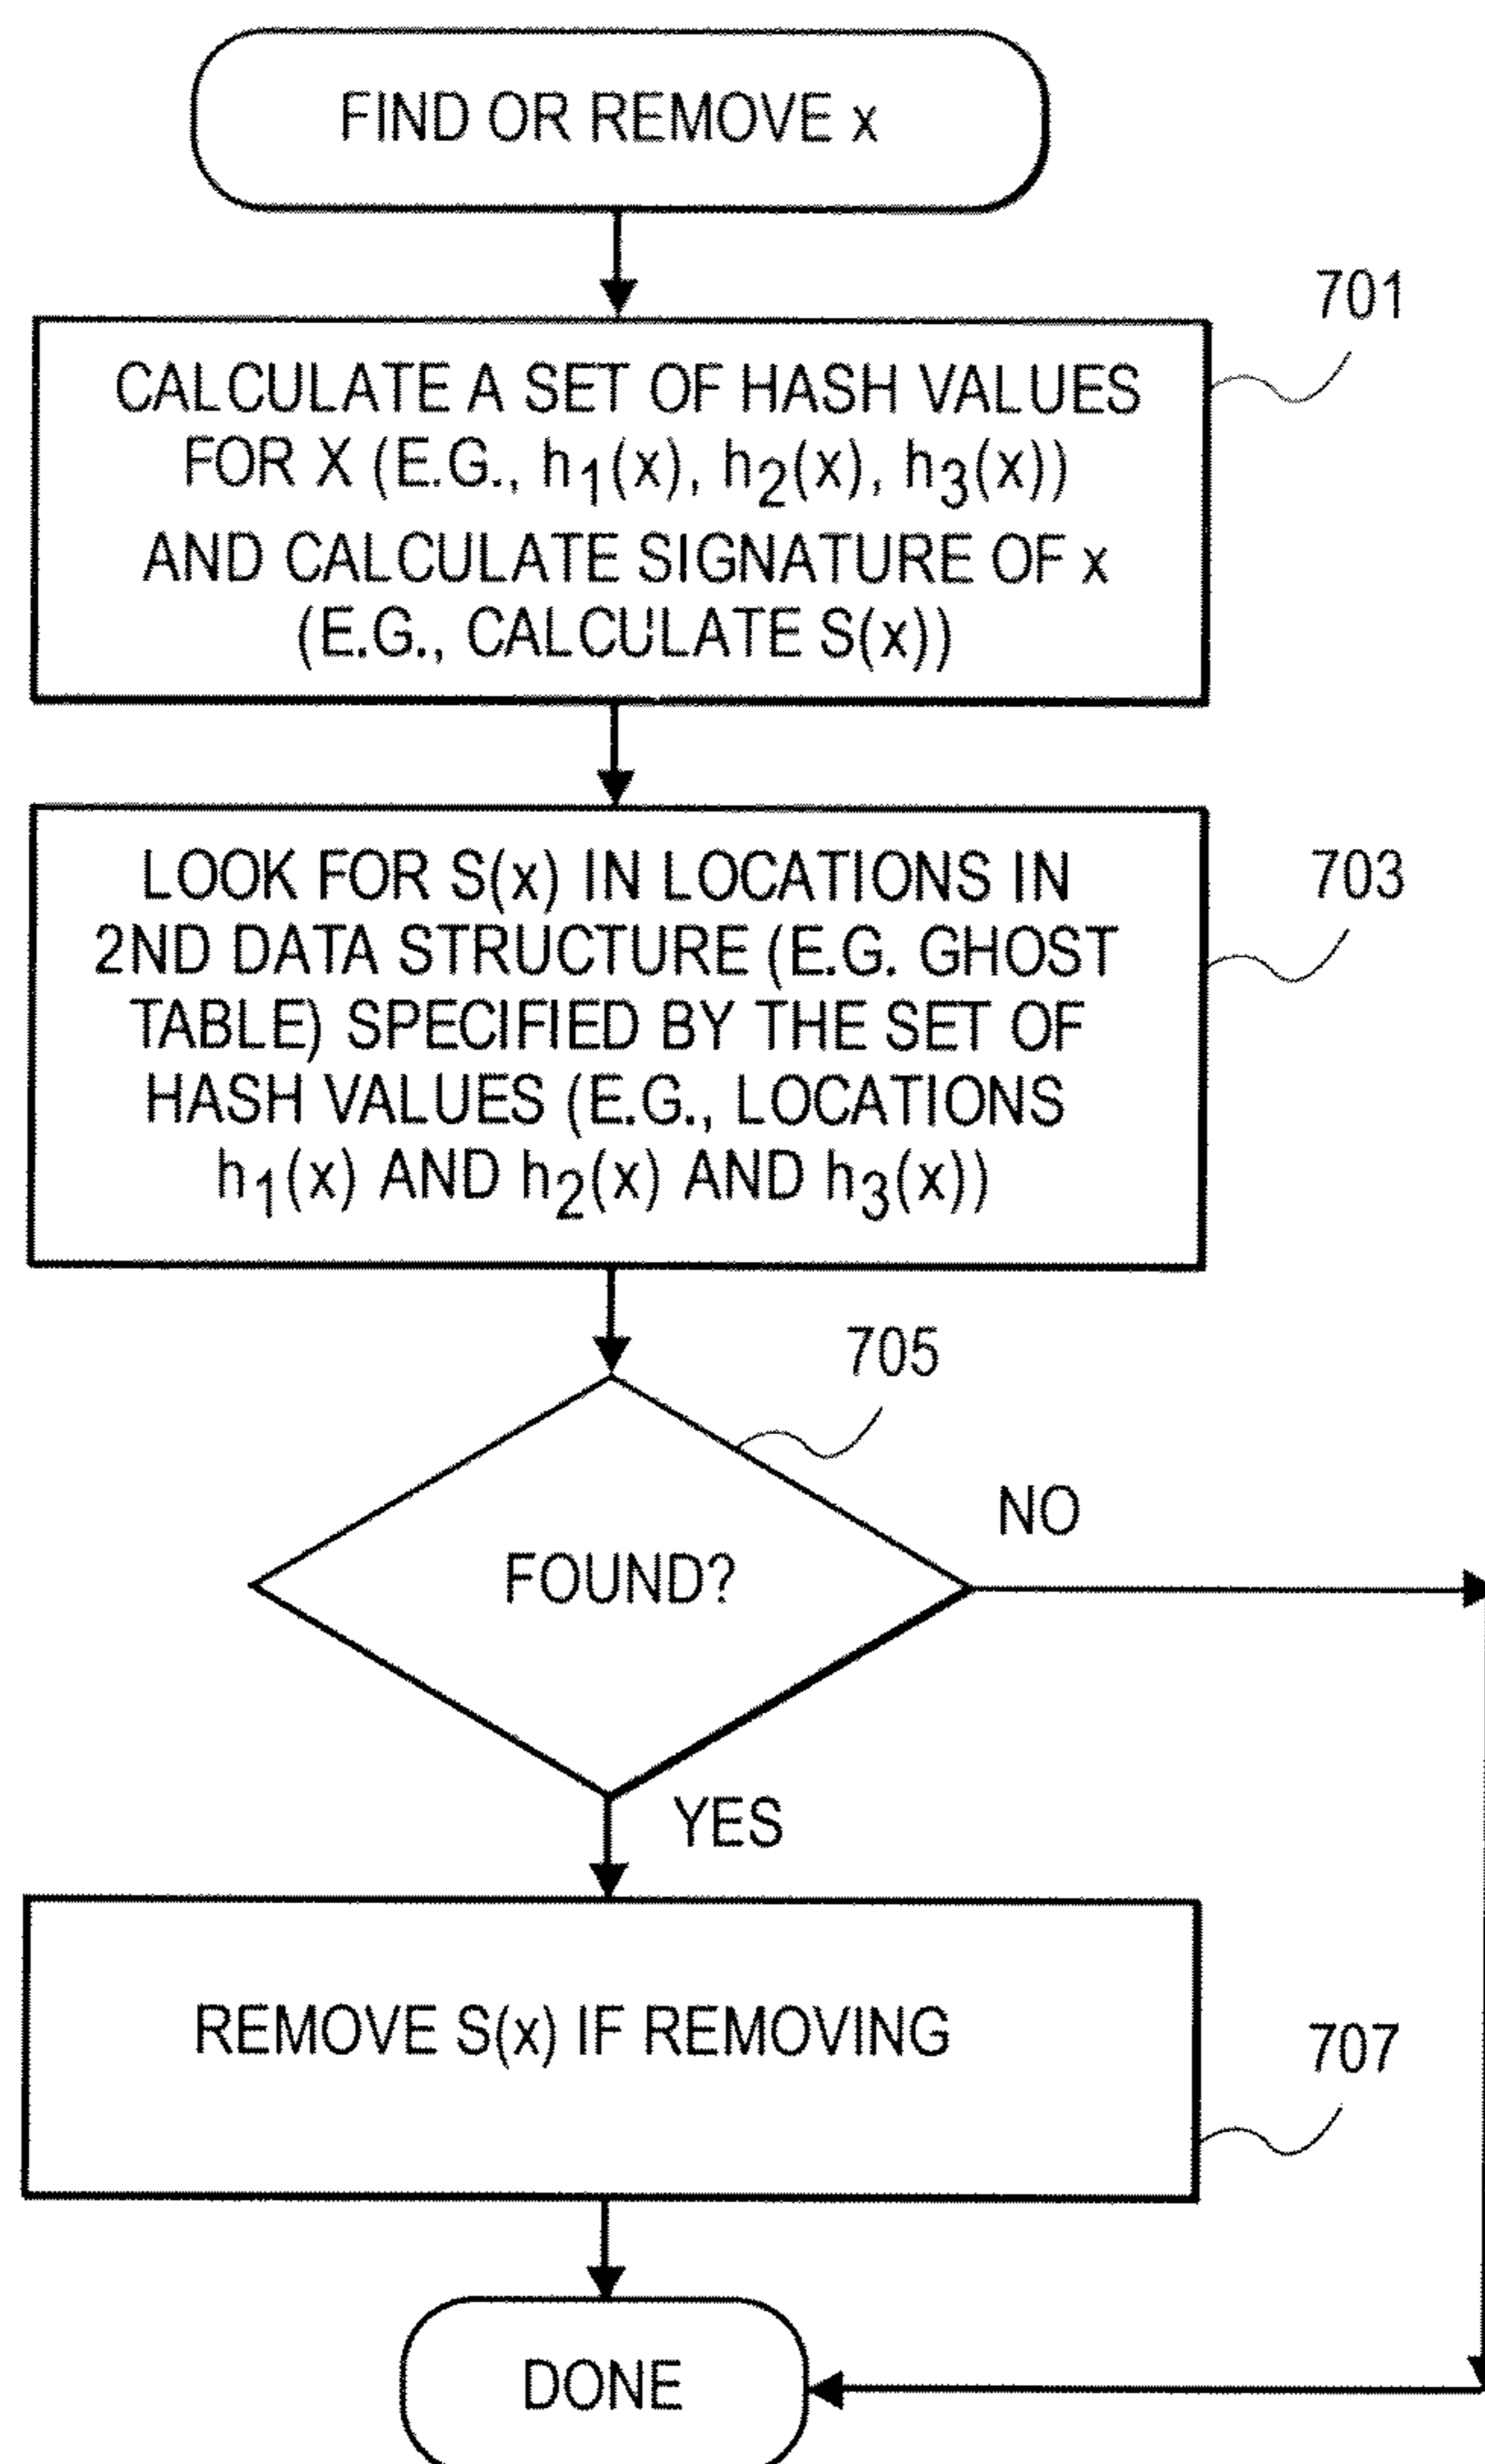 FIND OR REMOVE x
701
CALCULATE A SET OF HASH VALUES
FOR X (E.G., h₁(x), h₂(x), h₃(x))
AND CALCULATE SIGNATURE OF x
(E.G., CALCULATE S(x))
703
LOOK FOR S(x) IN LOCATIONS IN
2ND DATA STRUCTURE (E.G. GHOST
TABLE) SPECIFIED BY THE SET OF
HASH VALUES (E.G., LOCATIONS
h₁(x) AND h₂(x) AND h₃(x))
705
FOUND?
NO
YES
REMOVE S(x) IF REMOVING
707
DONE